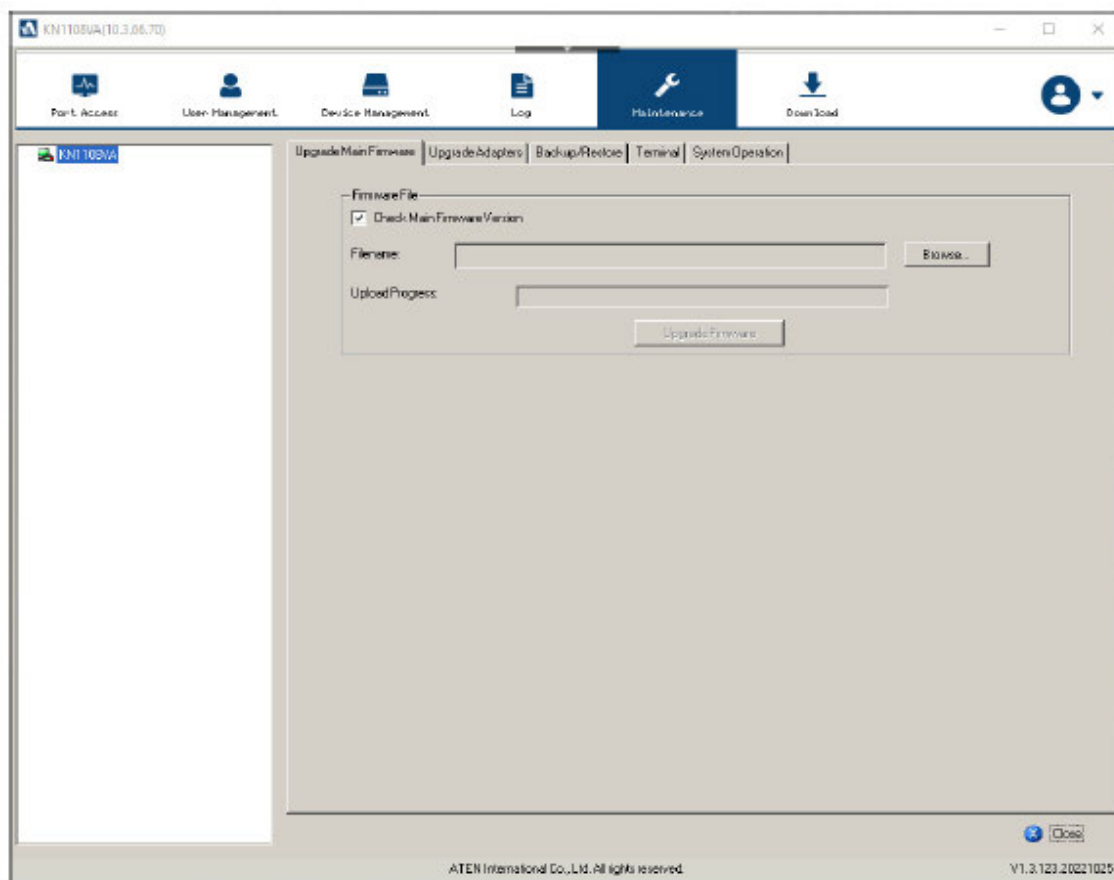 KN1108VA(10.3.66.70)
Port Access User Management Device Management Log Maintenance Download
KN1108VA
Upgrade Main Firmware Upgrade Adapters Backup/Restore Terminal System Operation
Firmware File
Check Main Firmware Version
Filename:
Browse...
Upload Progress:
Upgrade Firmware
Close
ATEN International Co., Ltd. All rights reserved.
V1.3.123.20221025